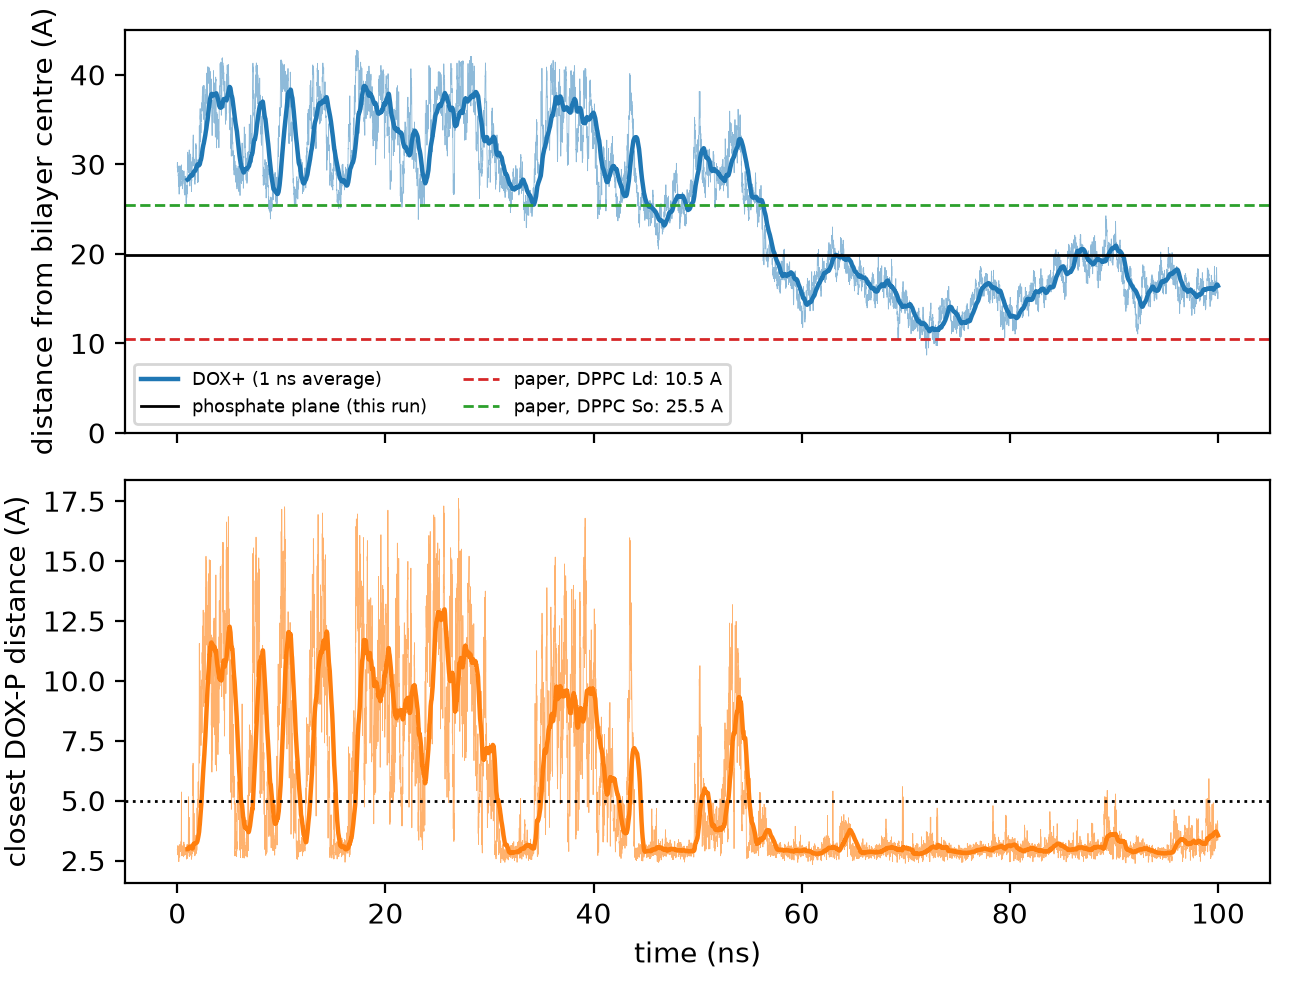 distance from bilayer centre (A)
40
30
20
10
0
DOX+ (1 ns average)
phosphate plane (this run)
paper, DPPC Ld: 10.5 A
paper, DPPC So: 25.5 A
closest DOX-P distance (A)
17.5
15.0
12.5
10.0
7.5
5.0
2.5
0
20
40
60
80
100
time (ns)